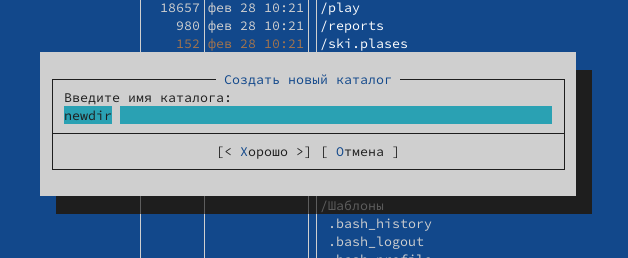 18657 фев 28 10:21 /play
980 фев 28 10:21 /reports
152 фев 28 10:21 /ski.plases
Создать новый каталог
Введите имя каталога:
newdir
[< Хорошо >] [ Отмена ]
/Шаблоны
.bash_history
.bash_logout
.bash_profile